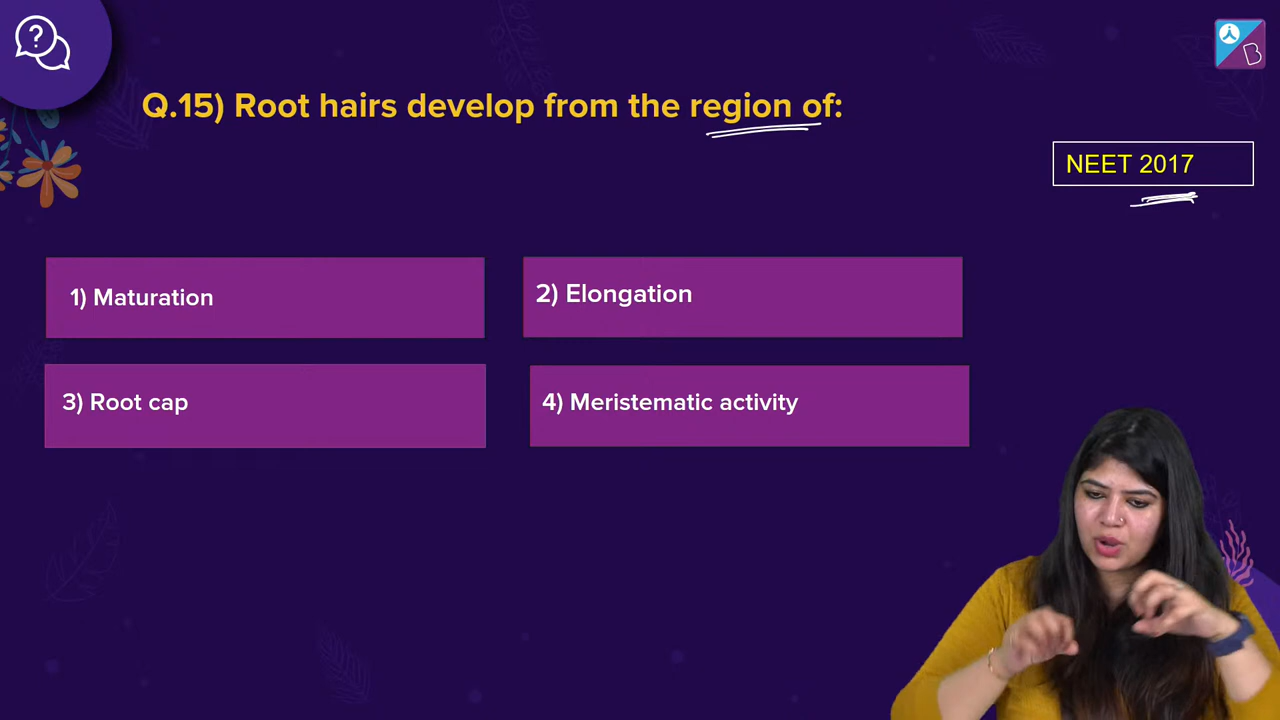 ?
Q.15) Root hairs develop from the region of:
NEET 2017
1) Maturation
2) Elongation
3) Root cap
4) Meristematic activity
B